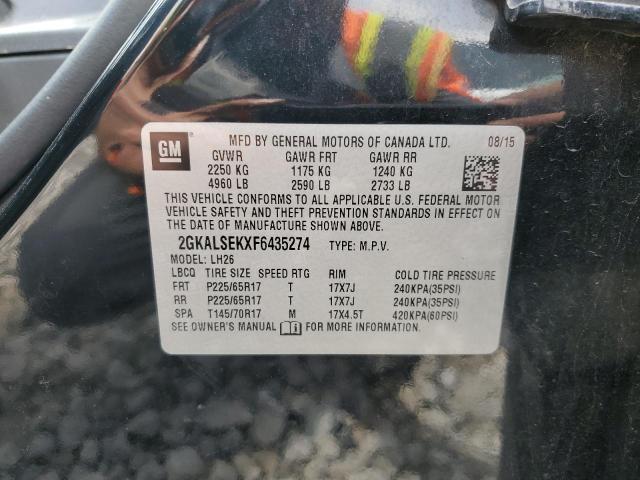 GM
MFD BY GENERAL MOTORS OF CANADA LTD. 08/15
GVWR GAWR FRT GAWR RR
2250 KG 1175 KG 1240 KG
4960 LB 2590 LB 2733 LB
THIS VEHICLE CONFORMS TO ALL APPLICABLE U.S. FEDERAL MOTOR
VEHICLE SAFETY AND THEFT PREVENTION STANDARDS IN EFFECT ON
THE DATE OF MANUFACTURE SHOWN ABOVE.
2GKALSEKXF6435274 TYPE: M.P.V.
MODEL: LH26
LBCQ TIRE SIZE SPEED RTG RIM COLD TIRE PRESSURE
FRT P225/65R17 T 17X7J 240KPA(35PSI)
RR P225/65R17 T 17X7J 240KPA(35PSI)
SPA T145/70R17 M 17X4.5T 420KPA(60PSI)
SEE OWNER'S MANUAL FOR MORE INFORMATION.